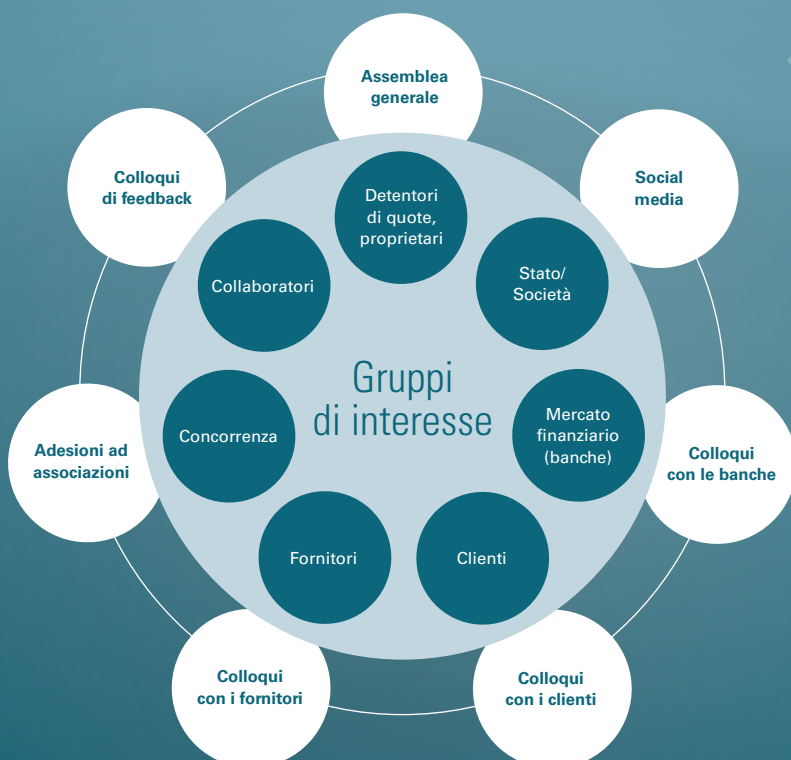 Assemblea
generale
Colloqui
di feedback
Social
media
Detentori
di quote,
proprietari
Collaboratori
Stato/
Società
Gruppi
di interesse
Concorrenza
Mercato
finanziario
(banche)
Adesioni ad
associazioni
Colloqui
con le banche
Fornitori
Clienti
Colloqui
con i fornitori
Colloqui
con i clienti